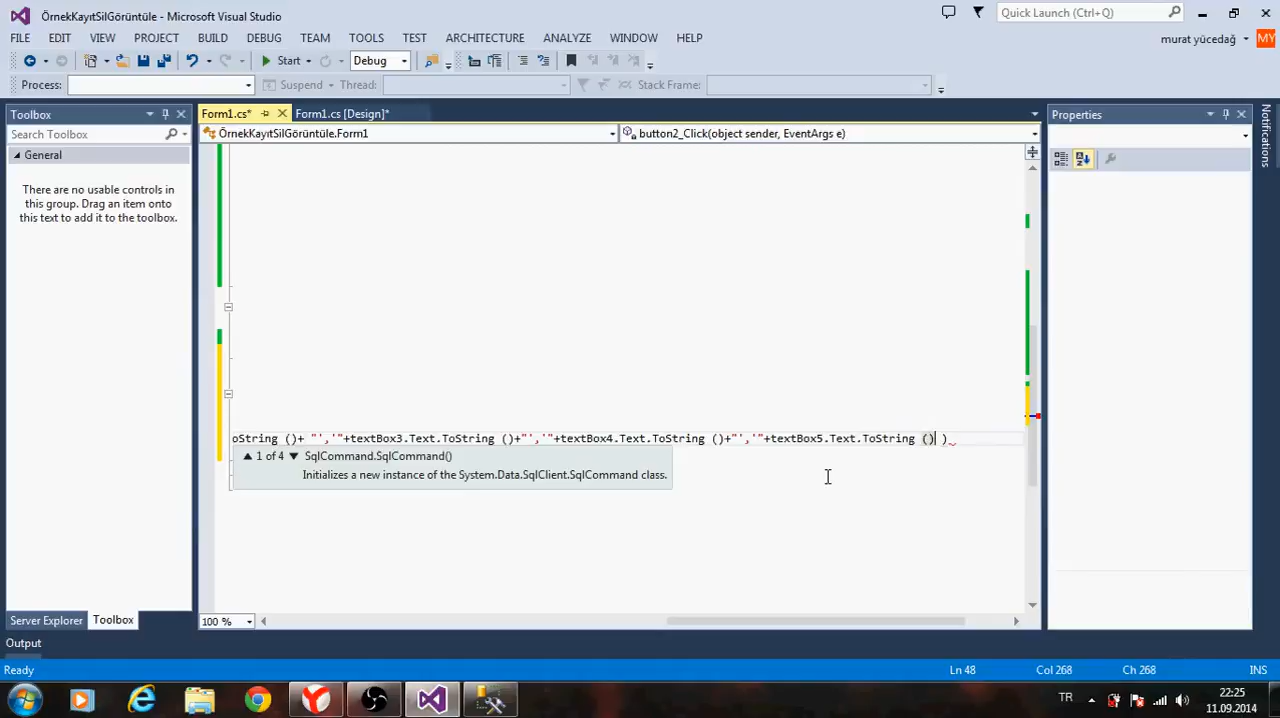 ÖrnekKayıtSilGörüntüle - Microsoft Visual Studio
Quick Launch (Ctrl+Q)
FILE EDIT VIEW PROJECT BUILD DEBUG TEAM TOOLS TEST ARCHITECTURE ANALYZE WINDOW HELP
murat yücedağ MY
Start Debug
Process: Suspend Thread: Stack Frame:
Toolbox
Form1.cs* Form1.cs [Design]*
Properties
Search Toolbox
ÖrnekKayıtSilGörüntüle.Form1
button2_Click(object sender, EventArgs e)
Notifications
General
There are no usable controls in
this group. Drag an item onto
this text to add it to the toolbox.
oString ()+ "','"+textBox3.Text.ToString ()+"','"+textBox4.Text.ToString ()+"','"+textBox5.Text.ToString () )
1 of 4 SqlCommand.SqlCommand()
Initializes a new instance of the System.Data.SqlClient.SqlCommand class.
Server Explorer Toolbox
100 %
Output
Ready Ln 48 Col 268 Ch 268 INS
TR
22:25
11.09.2014